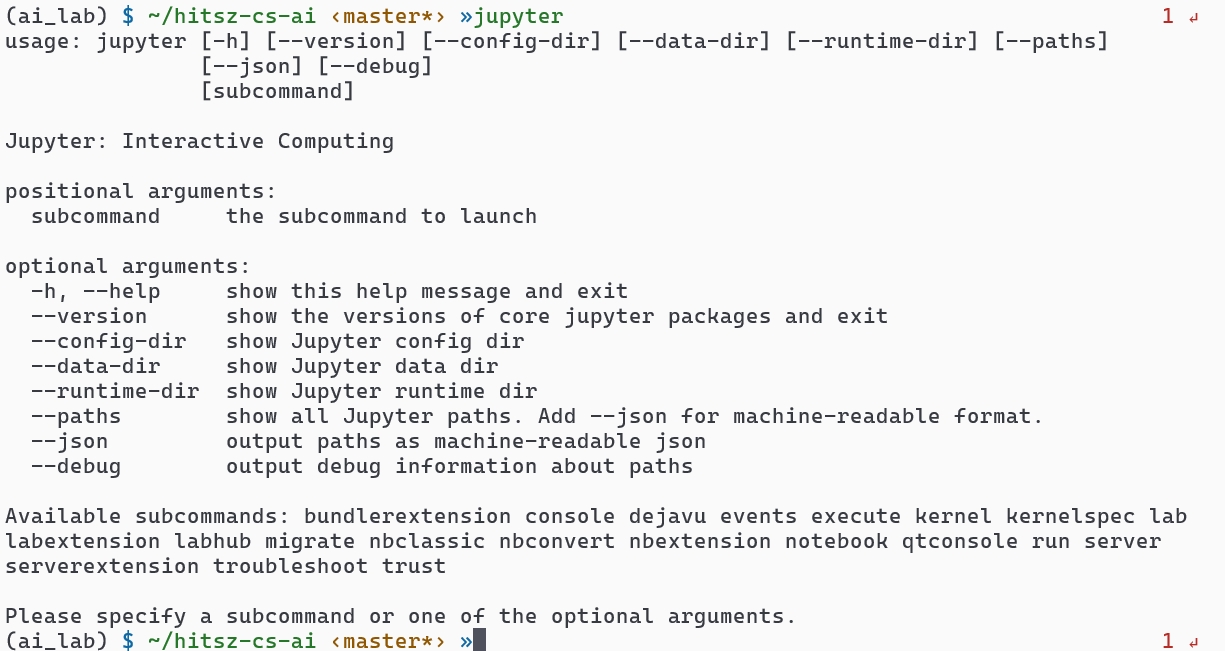 (ai_lab) $ ~/hitsz-cs-ai ‹master*› »jupyter 1 ↵
usage: jupyter [-h] [--version] [--config-dir] [--data-dir] [--runtime-dir] [--paths]
               [--json] [--debug]
               [subcommand]

Jupyter: Interactive Computing

positional arguments:
  subcommand     the subcommand to launch

optional arguments:
  -h, --help     show this help message and exit
  --version      show the versions of core jupyter packages and exit
  --config-dir   show Jupyter config dir
  --data-dir     show Jupyter data dir
  --runtime-dir  show Jupyter runtime dir
  --paths        show all Jupyter paths. Add --json for machine-readable format.
  --json         output paths as machine-readable json
  --debug        output debug information about paths

Available subcommands: bundlerextension console dejavu events execute kernel kernelspec lab
labextension labhub migrate nbclassic nbconvert nbextension notebook qtconsole run server
serverextension troubleshoot trust

Please specify a subcommand or one of the optional arguments.
(ai_lab) $ ~/hitsz-cs-ai ‹master*› » 1 ↵